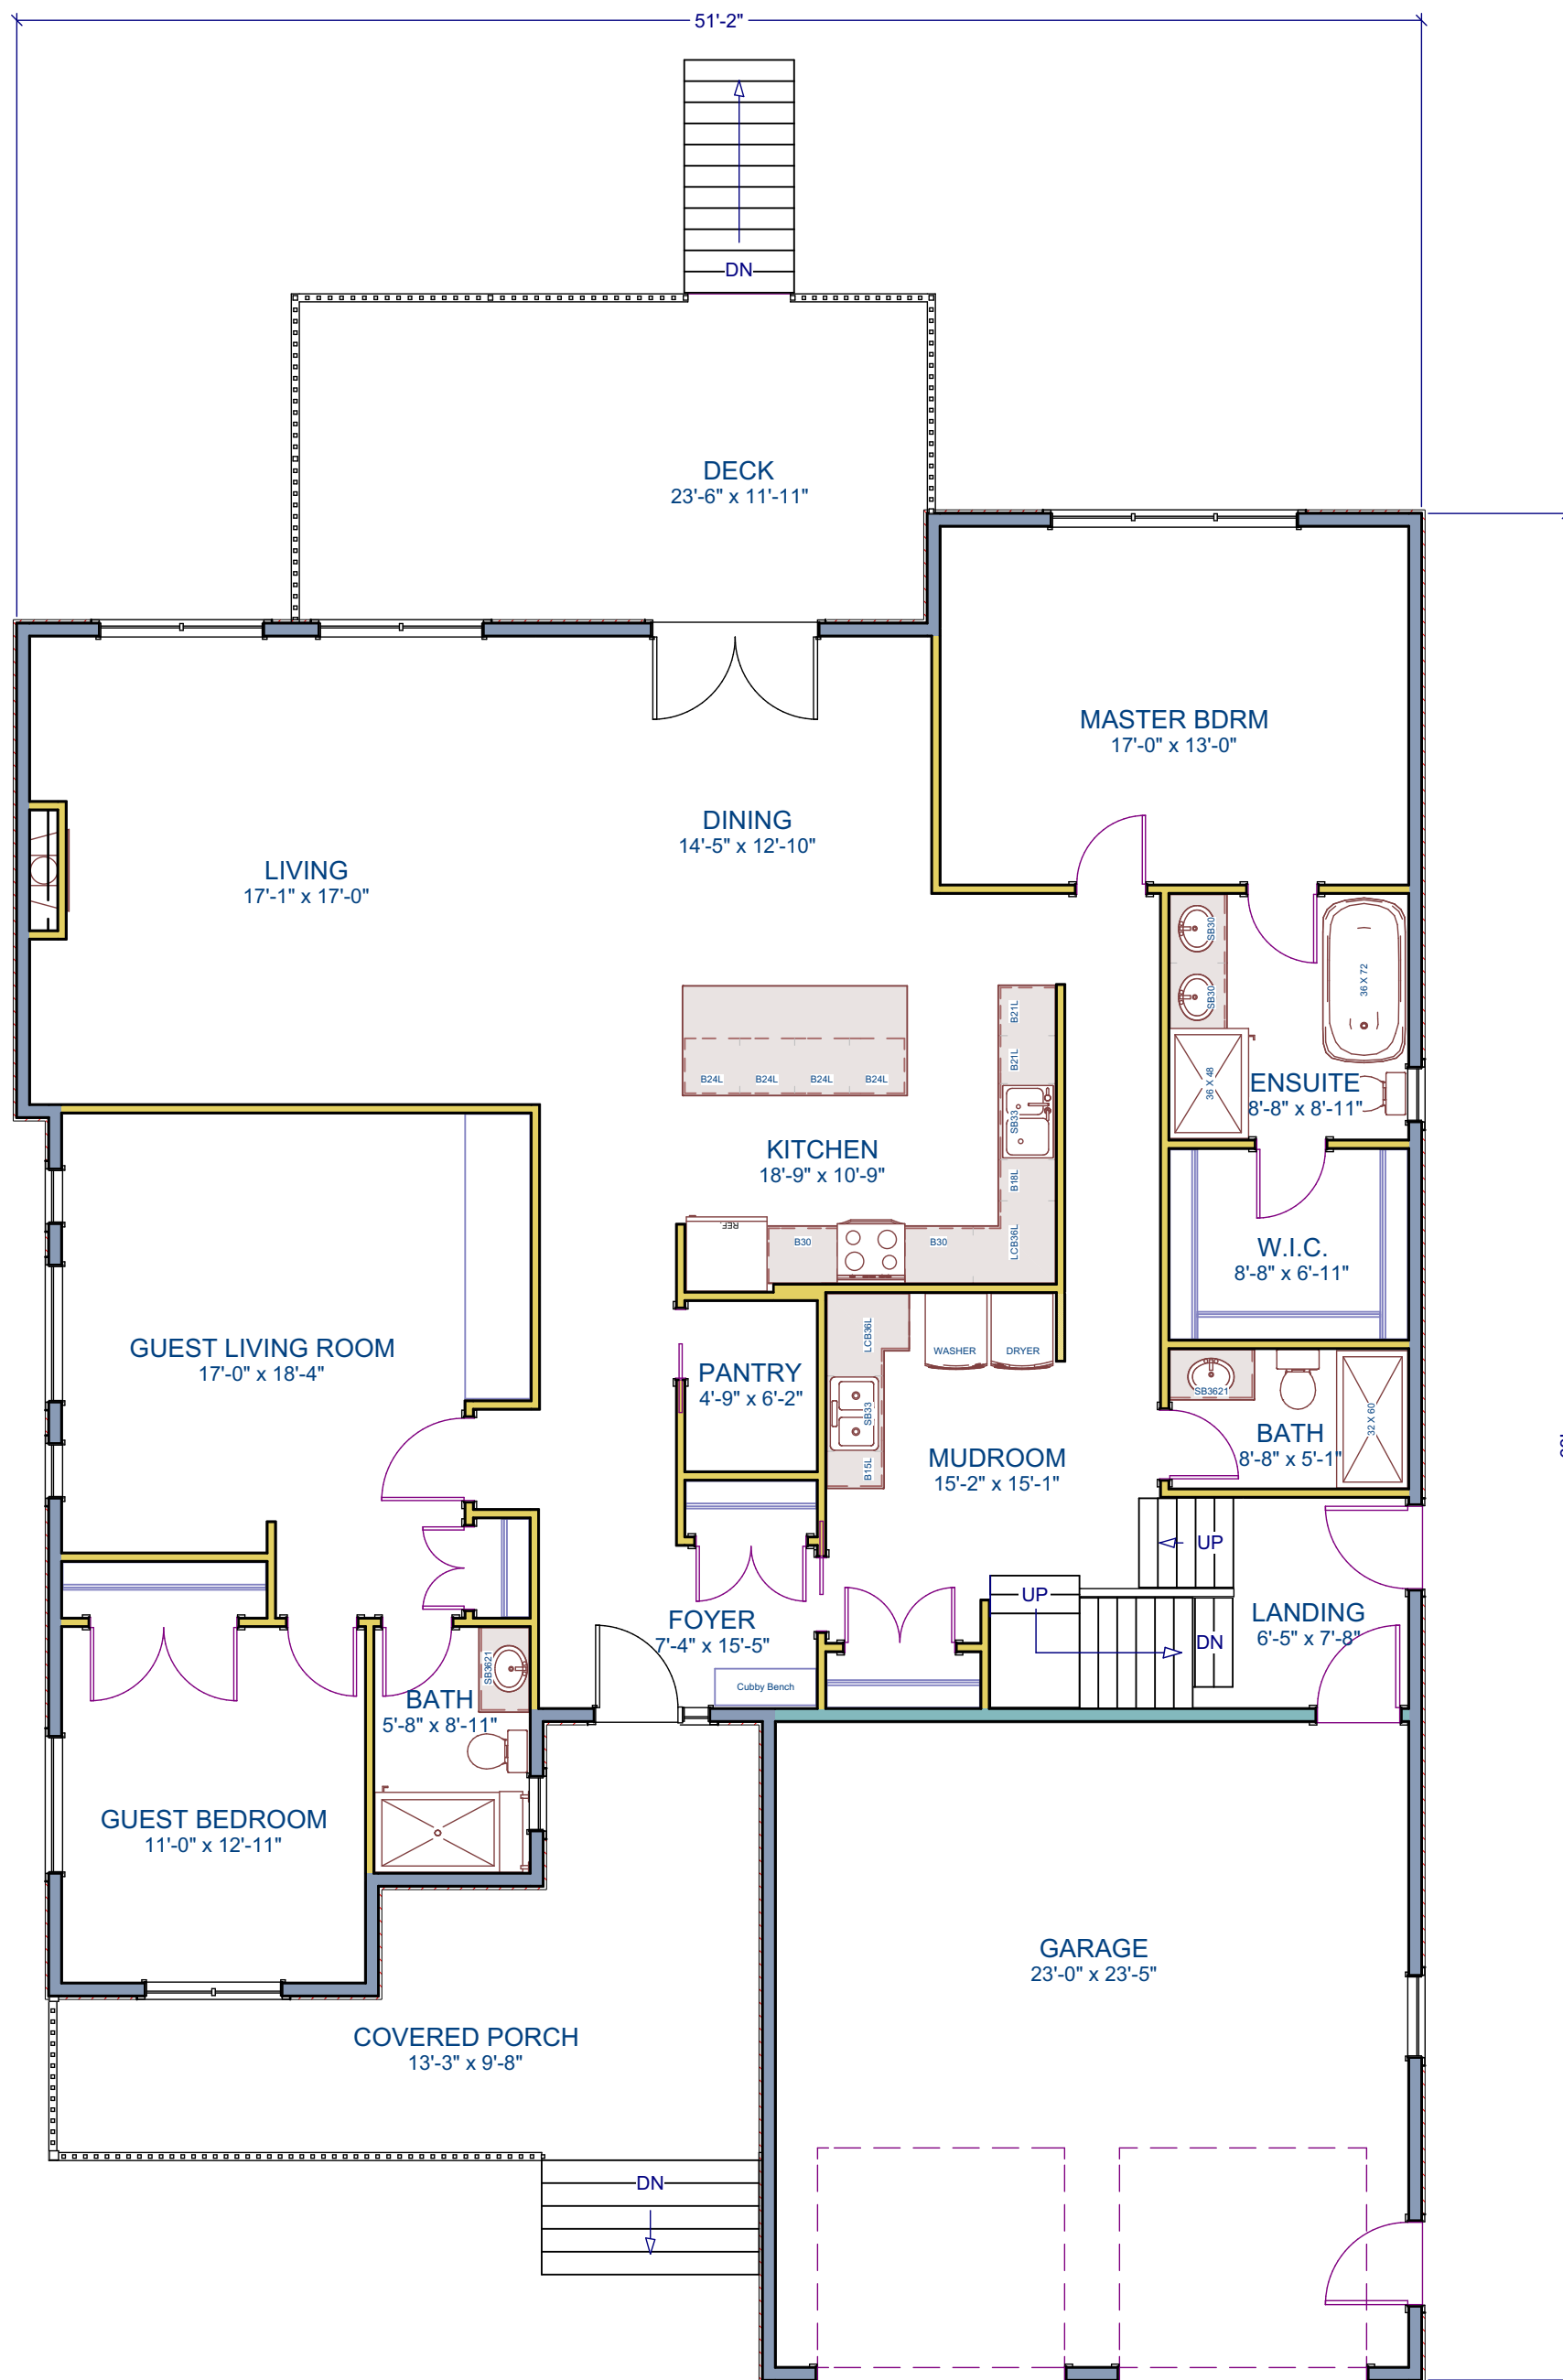 51'-2"
DN
DECK
23'-6" x 11'-11"
MASTER BDRM
17'-0" x 13'-0"
DINING
14'-5" x 12'-10"
LIVING
17'-1" x 17'-0"
SB30
SB30
36 X 72
36 X 48
ENSUITE
8'-8" x 8'-11"
B24L
B24L
B24L
B24L
B21L
B21L
SB33
B18L
LCB36L
KITCHEN
18'-9" x 10'-9"
REF.
B30
B30
W.I.C.
8'-8" x 6'-11"
GUEST LIVING ROOM
17'-0" x 18'-4"
PANTRY
4'-9" x 6'-2"
LCB36L
SB33
B15L
WASHER
DRYER
SB3621
32 X 60
BATH
8'-8" x 5'-1"
MUDROOM
15'-2" x 15'-1"
UP
UP
DN
LANDING
6'-5" x 7'-8"
FOYER
7'-4" x 15'-5"
Cubby Bench
SB3621
BATH
5'-8" x 8'-11"
GUEST BEDROOM
11'-0" x 12'-11"
GARAGE
23'-0" x 23'-5"
COVERED PORCH
13'-3" x 9'-8"
DN